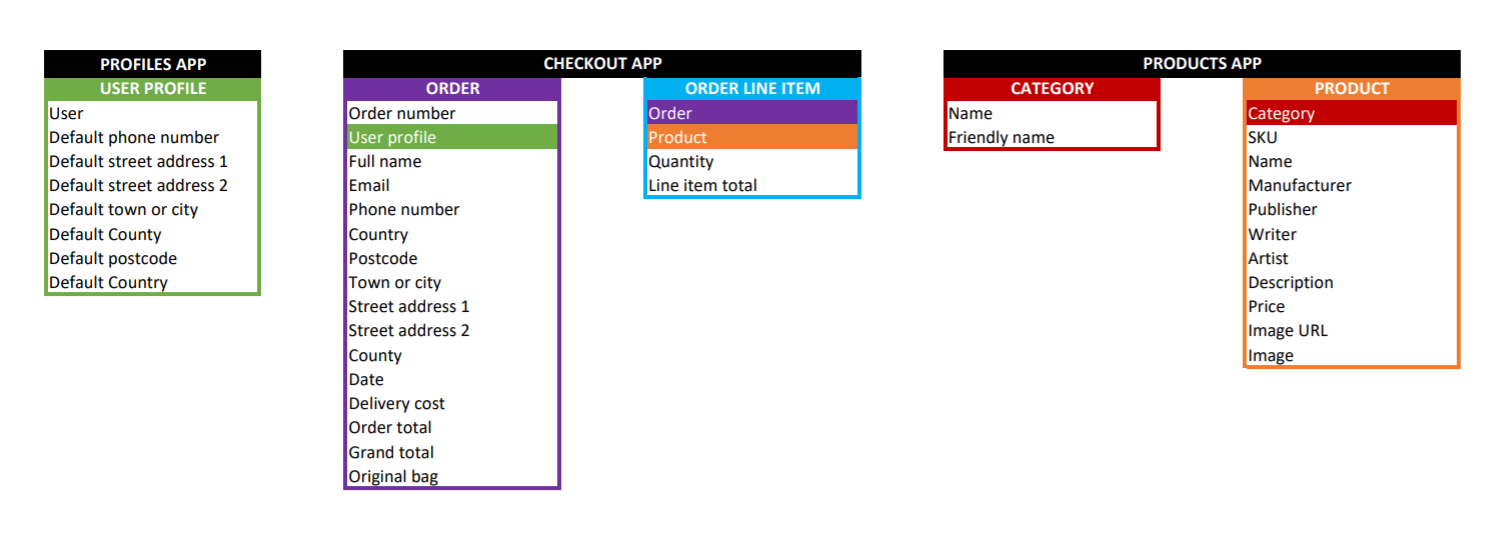 PROFILES APP
USER PROFILE
User
Default phone number
Default street address 1
Default street address 2
Default town or city
Default County
Default postcode
Default Country
CHECKOUT APP
ORDER
Order number
User profile
Full name
Email
Phone number
Country
Postcode
Town or city
Street address 1
Street address 2
County
Date
Delivery cost
Order total
Grand total
Original bag
ORDER LINE ITEM
Order
Product
Quantity
Line item total
PRODUCTS APP
CATEGORY
Name
Friendly name
PRODUCT
Category
SKU
Name
Manufacturer
Publisher
Writer
Artist
Description
Price
Image URL
Image